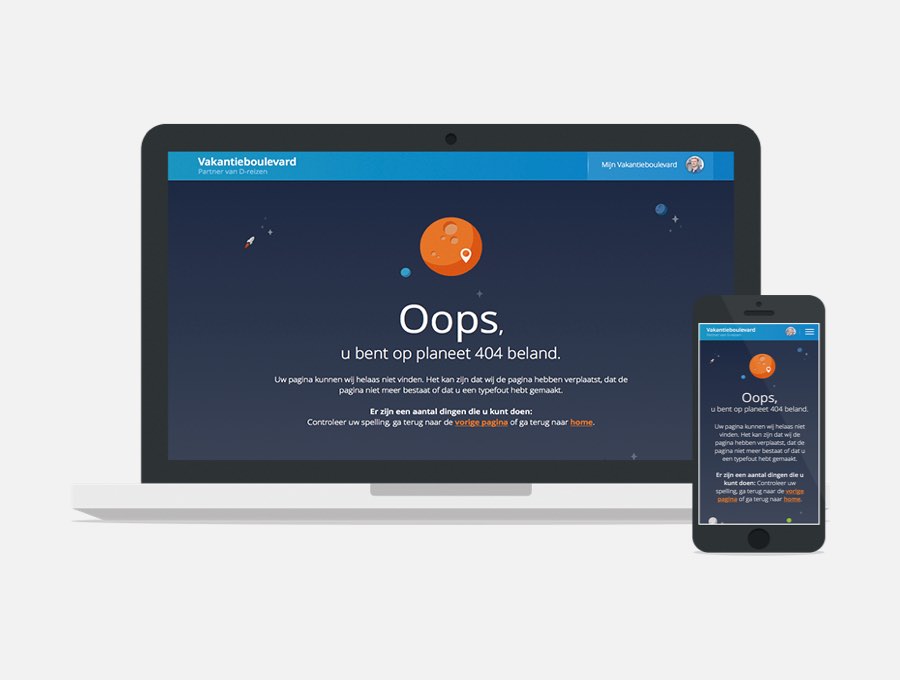 Vakantieboulevard
Partner van D-reizen
Mijn Vakantieboulevard
Oops,
u bent op planeet 404 beland.
Uw pagina kunnen wij helaas niet vinden. Het kan zijn dat wij de pagina hebben verplaatst, dat de
pagina niet meer bestaat of dat u een typefout hebt gemaakt.
Er zijn een aantal dingen die u kunt doen:
Controleer uw spelling, ga terug naar de vorige pagina of ga terug naar home.
Vakantieboulevard
Partner van D-reizen
Oops,
u bent op planeet 404 beland.
Uw pagina kunnen wij helaas niet
vinden. Het kan zijn dat wij de
pagina hebben verplaatst, dat de
pagina niet meer bestaat of dat u
een typefout hebt gemaakt.
Er zijn een aantal dingen die u
kunt doen: Controleer uw
spelling, ga terug naar de vorige
pagina of ga terug naar home.